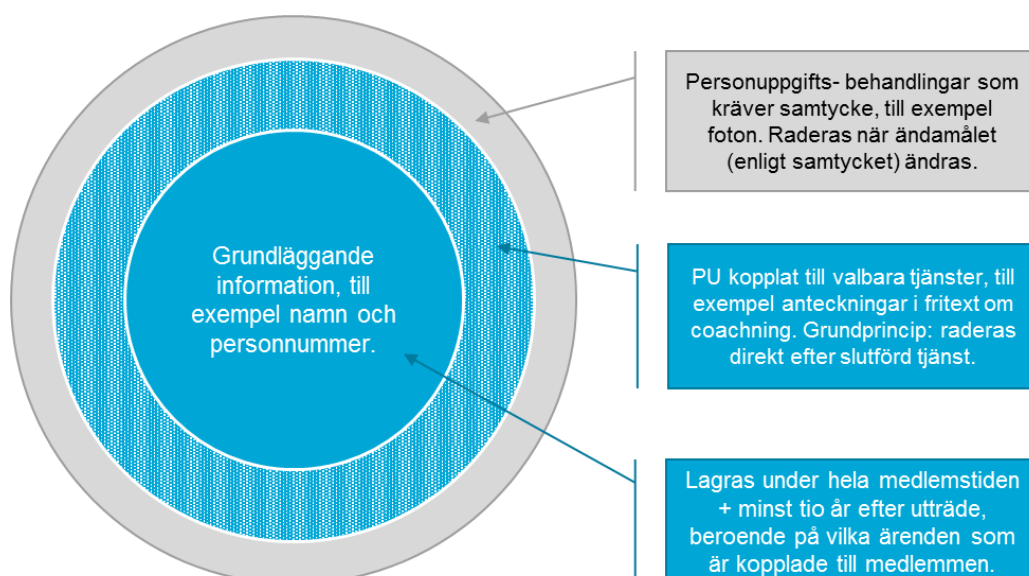 Grundläggande
information, till
exempel namn och
personnummer.
Personuppgifts- behandlingar som
kräver samtycke, till exempel
foton. Raderas när ändamålet
(enligt samtycket) ändras.
PU kopplat till valbara tjänster, till
exempel anteckningar i fritext om
coachning. Grundprincip: raderas
direkt efter slutförd tjänst.
Lagras under hela medlemstiden
+ minst tio år efter utträde,
beroende på vilka ärenden som
är kopplade till medlemmen.